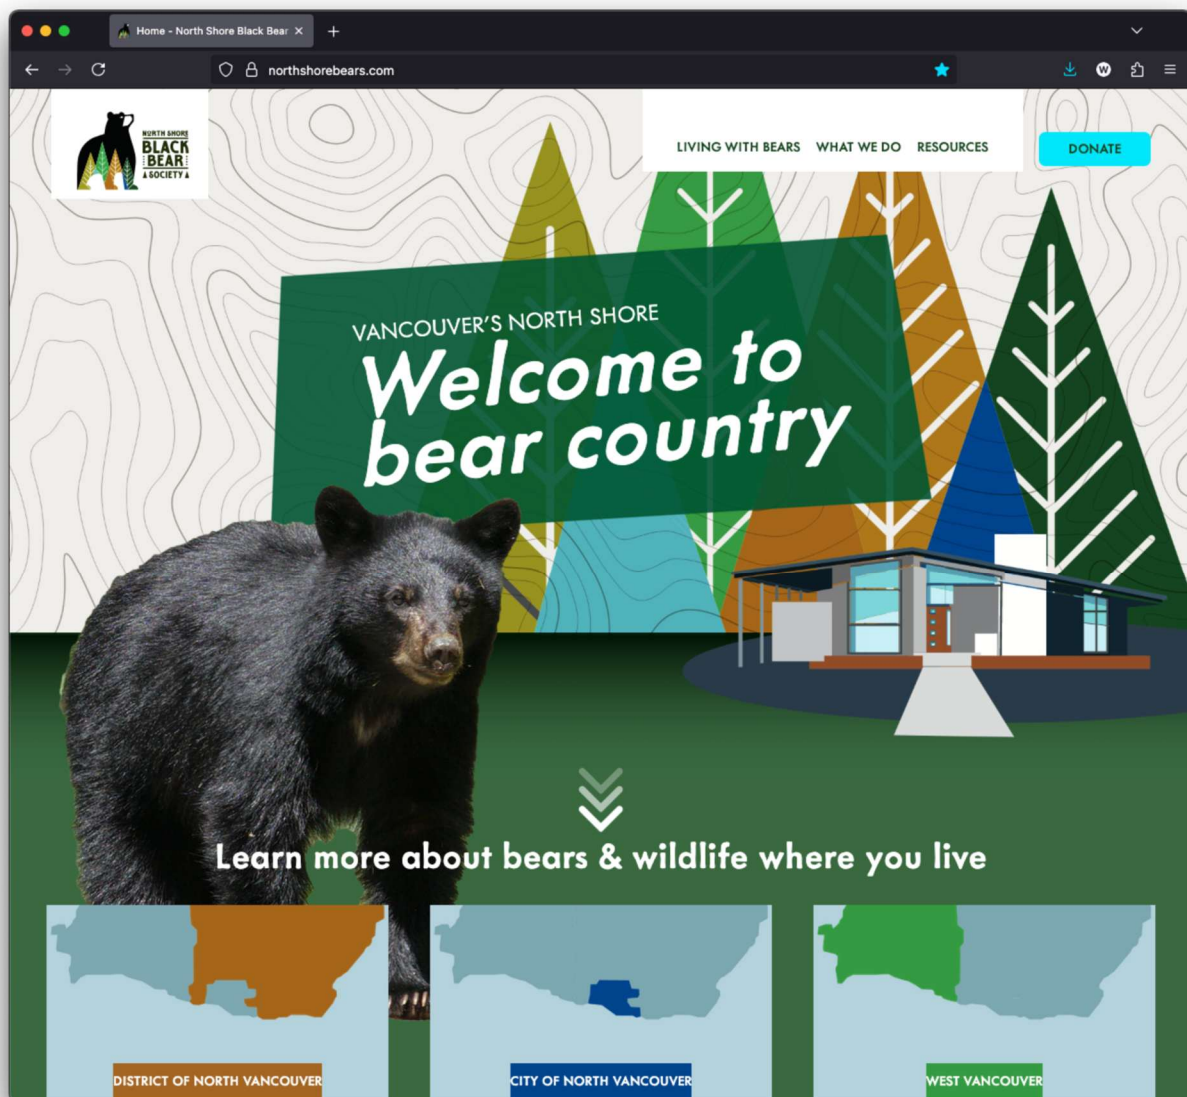 Home - North Shore Black Bear
northshorebears.com
W
NORTH SHORE
BLACK
BEAR
SOCIETY
LIVING WITH BEARS WHAT WE DO RESOURCES
DONATE
VANCOUVER'S NORTH SHORE
Welcome to
bear country
Learn more about bears & wildlife where you live
DISTRICT OF NORTH VANCOUVER
CITY OF NORTH VANCOUVER
WEST VANCOUVER